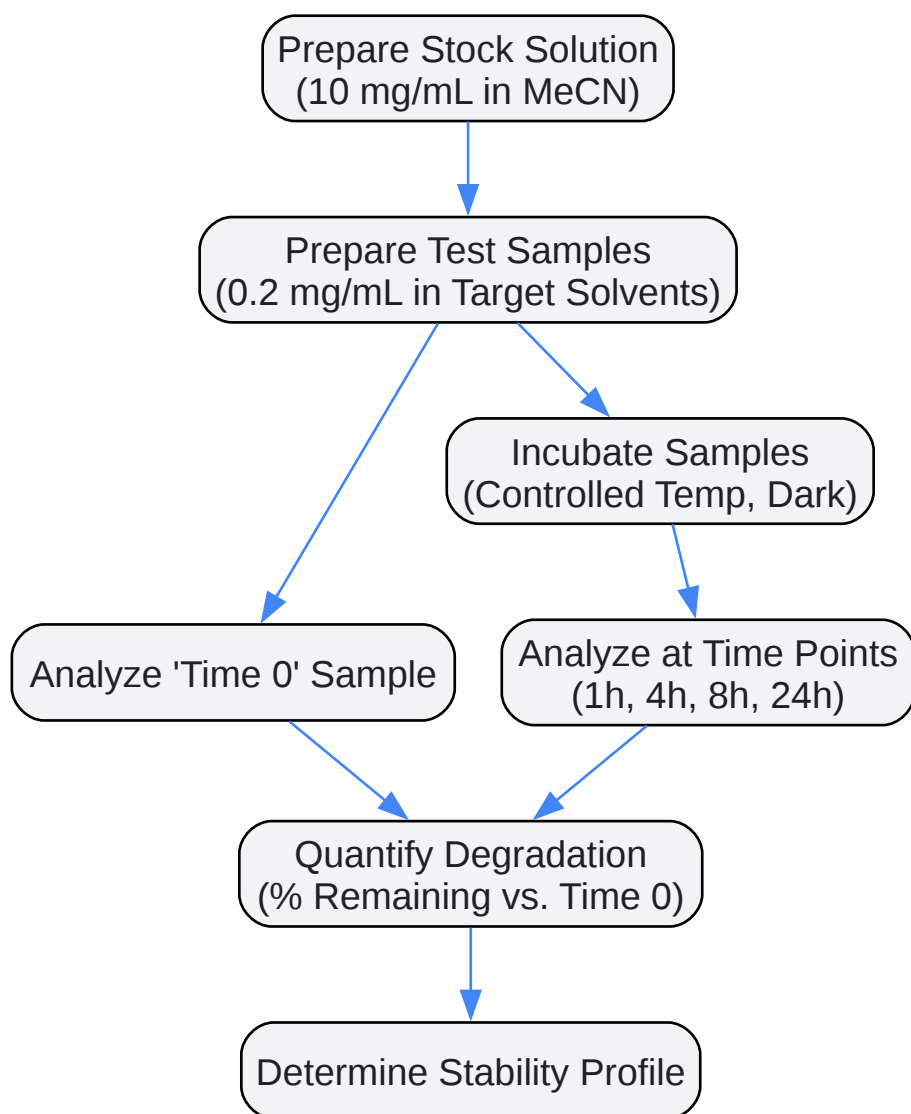 Prepare Stock Solution
(10 mg/mL in MeCN)
Prepare Test Samples
(0.2 mg/mL in Target Solvents)
Incubate Samples
(Controlled Temp, Dark)
Analyze 'Time 0' Sample
Analyze at Time Points
(1h, 4h, 8h, 24h)
Quantify Degradation
(% Remaining vs. Time 0)
Determine Stability Profile